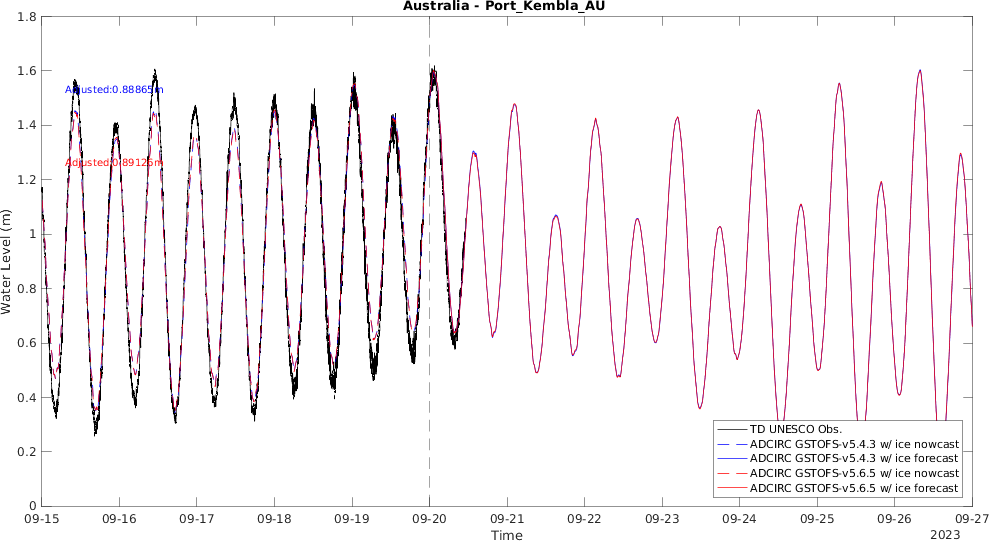 Australia - Port_Kembla_AU
1.8
1.6
1.4
1.2
1
0.8
0.6
0.4
0.2
0
Water Level (m)
Adjusted:0.88865m
Adjusted:0.89126m
TD UNESCO Obs.
ADCIRC GSTOFS-v5.4.3 w/ ice nowcast
ADCIRC GSTOFS-v5.4.3 w/ ice forecast
ADCIRC GSTOFS-v5.6.5 w/ ice nowcast
ADCIRC GSTOFS-v5.6.5 w/ ice forecast
09-15 09-16 09-17 09-18 09-19 09-20 09-21 09-22 09-23 09-24 09-25 09-26 09-27
Time
2023